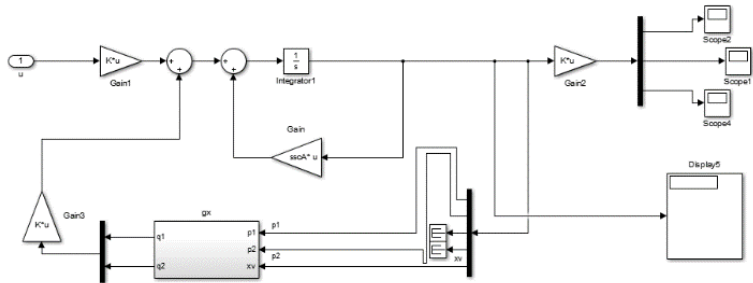 Scope2
1
u
K*u
Gain1
+
+
+
+
1
s
Integrator1
K*u
Gain2
Scope1
Scope4
Gain
sscA* u
Display5
K*u
Gain3
gx
q1
q2
p1
p2
xv
p1
p2
xv